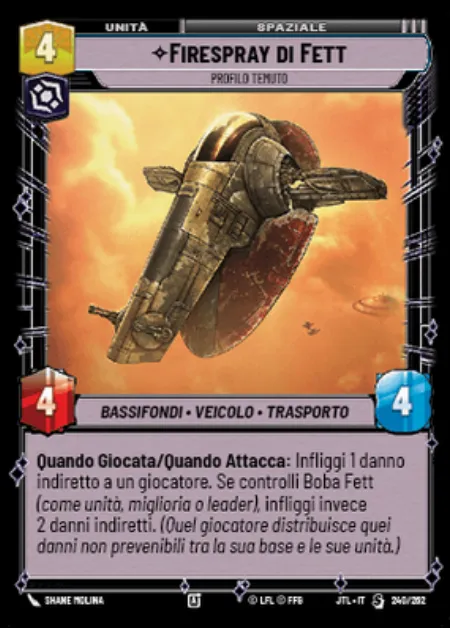 UNITÀ SPAZIALE
4
✧FIRESPRAY DI FETT
PROFILO TEMUTO
4
BASSIFONDI • VEICOLO • TRASPORTO
4
Quando Giocata/Quando Attacca: Infliggi 1 danno
indiretto a un giocatore. Se controlli Boba Fett
(come unità, miglioria o leader), infliggi invece
2 danni indiretti. (Quel giocatore distribuisce quei
danni non prevenibili tra la sua base e le sue unità.)
SHANE MOLINA
© LFL © FFG
JTL • IT